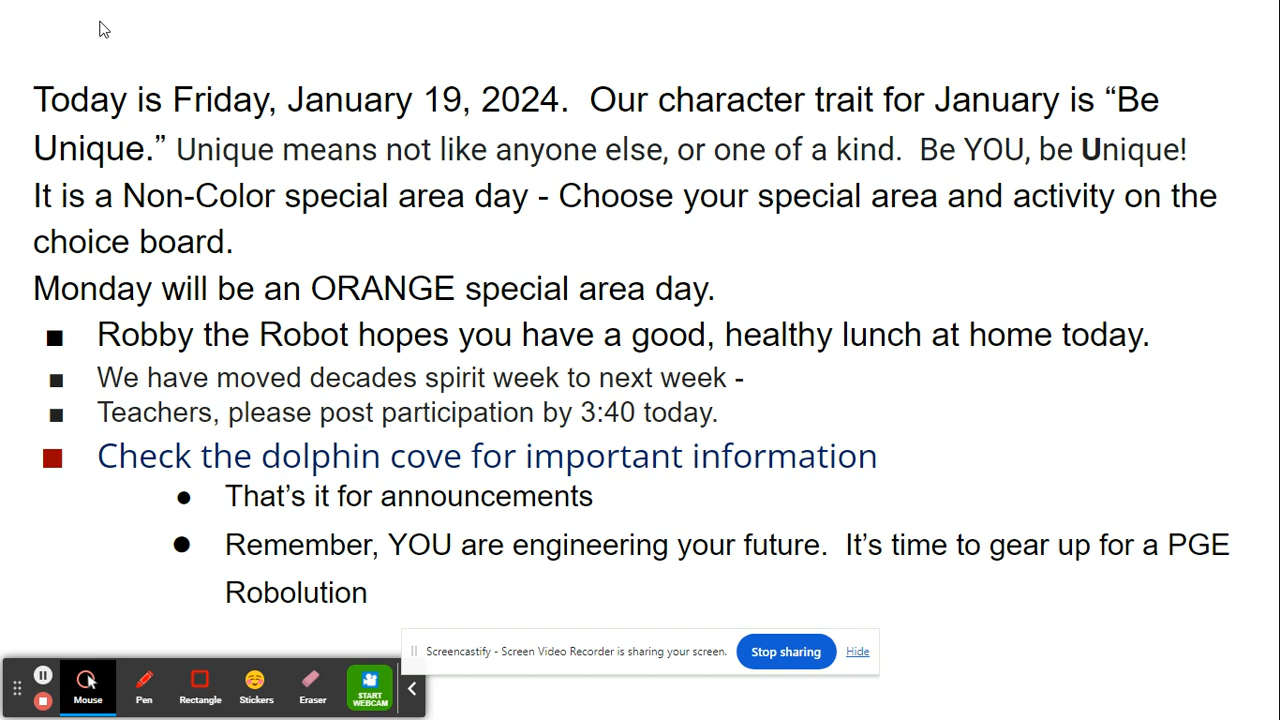 Today is Friday, January 19, 2024.  Our character trait for January is “Be
Unique.” Unique means not like anyone else, or one of a kind.  Be YOU, be Unique!
It is a Non-Color special area day - Choose your special area and activity on the
choice board.
Monday will be an ORANGE special area day.
■ Robby the Robot hopes you have a good, healthy lunch at home today.
■ We have moved decades spirit week to next week -
■ Teachers, please post participation by 3:40 today.
■ Check the dolphin cove for important information
● That’s it for announcements
● Remember, YOU are engineering your future.  It’s time to gear up for a PGE
Robolution
Screencastify - Screen Video Recorder is sharing your screen. Stop sharing Hide
Mouse Pen Rectangle Stickers Eraser START
WEBCAM